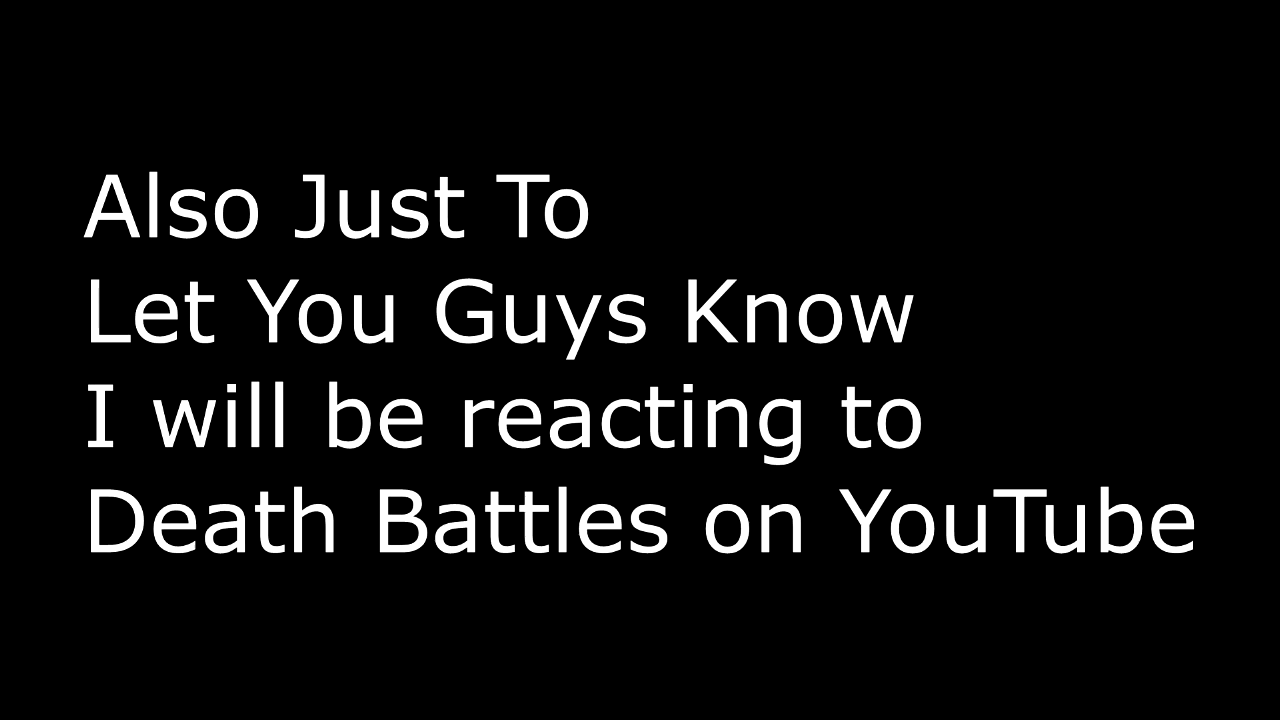 Also Just To
Let You Guys Know
I will be reacting to
Death Battles on YouTube